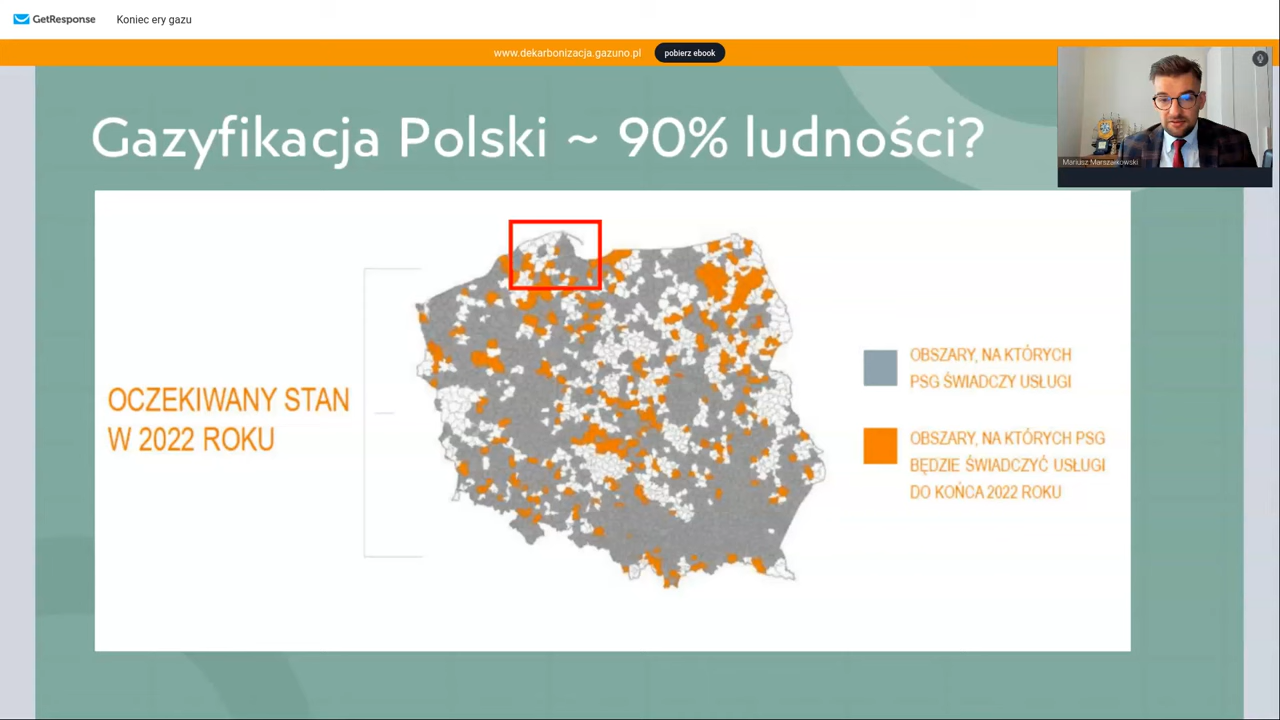 GetResponse
Koniec ery gazu
www.dekarbonizacja.gazuno.pl
pobierz ebook
Gazyfikacja Polski ~ 90% ludności?
Mariusz Marszałkowski
OCZEKIWANY STAN
W 2022 ROKU
OBSZARY, NA KTÓRYCH
PSG ŚWIADCZY USŁUGI
OBSZARY, NA KTÓRYCH PSG
BĘDZIE ŚWIADCZYĆ USŁUGI
DO KOŃCA 2022 ROKU